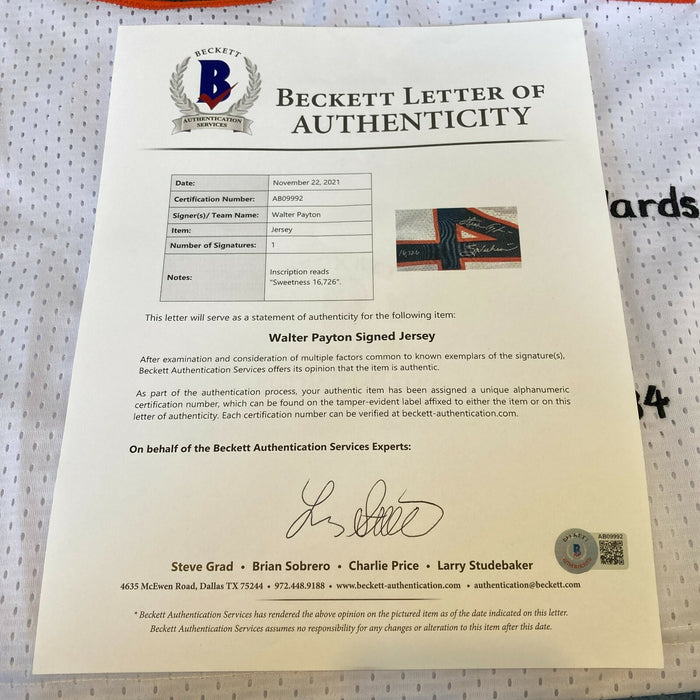 BECKETT
B
AUTHENTICATION
SERVICES
BECKETT LETTER OF
AUTHENTICITY
Date: November 22, 2021
Certification Number: AB09992
Signer(s)/ Team Name: Walter Payton
Item: Jersey
Number of Signatures: 1
Notes: Inscription reads
"Sweetness 16,726".
16,726
ards
This letter will serve as a statement of authenticity for the following item:
Walter Payton Signed Jersey
After examination and consideration of multiple factors common to known exemplars of the signature(s),
Beckett Authentication Services offers its opinion that the item is authentic.
As part of the authentication process, your authentic item has been assigned a unique alphanumeric
certification number, which can be found on the tamper-evident label affixed to either the item or on this
letter of authenticity. Each certification number can be verified at beckett-authentication.com.
34
On behalf of the Beckett Authentication Services Experts:
BECKETT
B
AB09992
Steve Grad • Brian Sobrero • Charlie Price • Larry Studebaker
4635 McEwen Road, Dallas TX 75244 • 972.448.9188 • www.beckett-authentication.com • authentication@beckett.com
* Beckett Authentication Services has rendered the above opinion on the pictured item as of the date indicated on this letter.
Beckett Authentication Services assumes no responsibility for any changes or alteration to this item after this date.